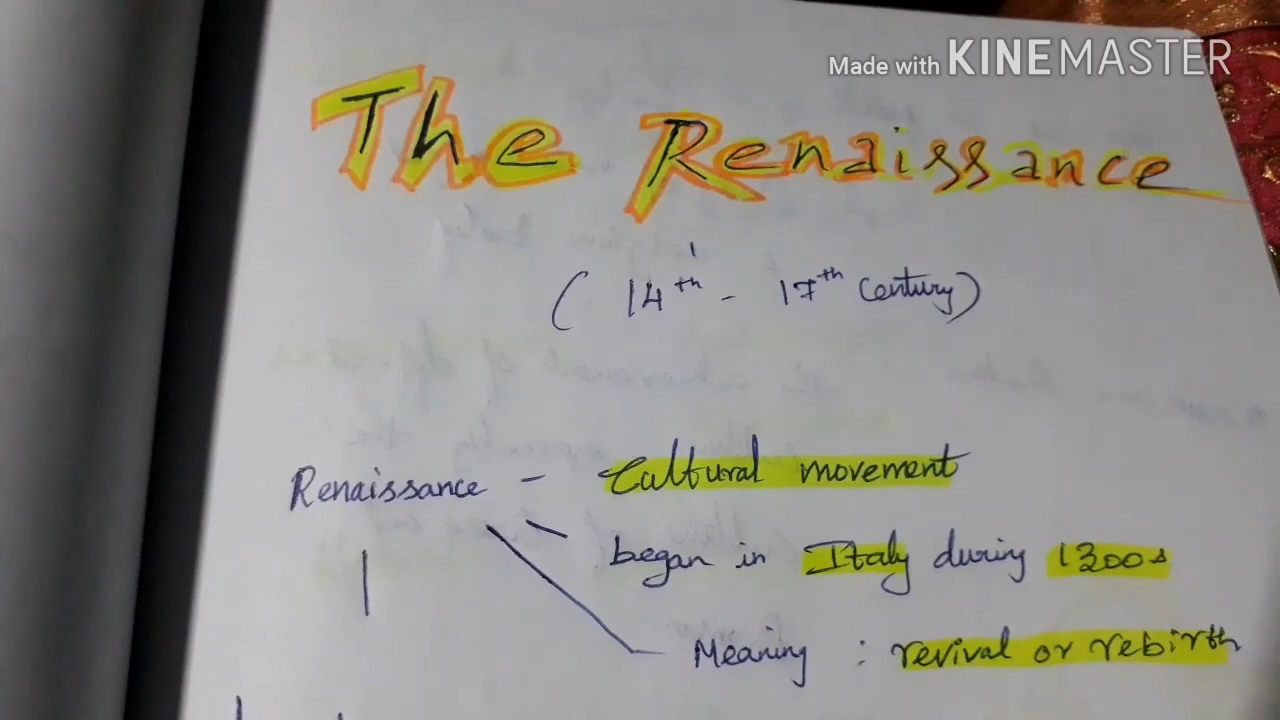 Made with KINEMASTER
The Renaissance
( 14th - 17th Century)
Renaissance - Cultural movement
began in Italy during 1300s
Meaning : revival or rebirth